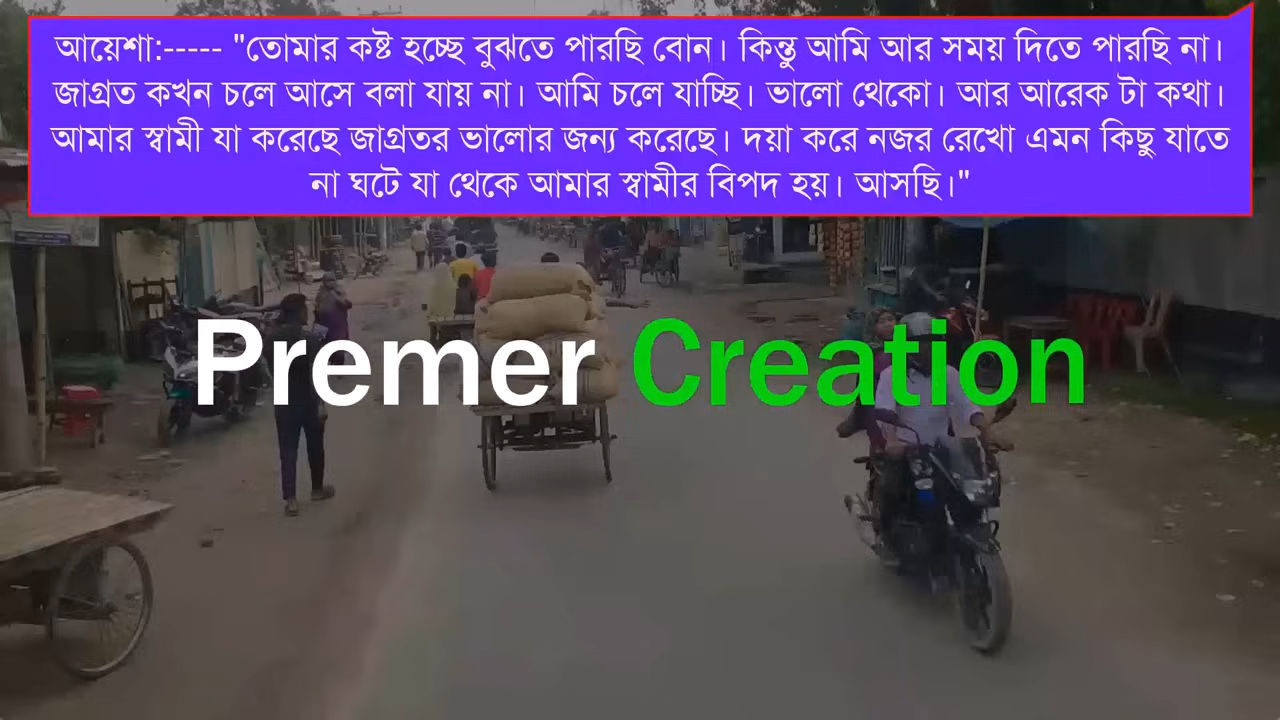 আয়েশা:----- "তোমার কষ্ট হচ্ছে বুঝতে পারছি বোন। কিন্তু আমি আর সময় দিতে পারছি না।
জাগ্রত কখন চলে আসে বলা যায় না। আমি চলে যাচ্ছি। ভালো থেকো। আর আরেক টা কথা।
আমার স্বামী যা করেছে জাগ্রতর ভালোর জন্য করেছে। দয়া করে নজর রেখো এমন কিছু যাতে
না ঘটে যা থেকে আমার স্বামীর বিপদ হয়। আসছি।"
Premer Creation